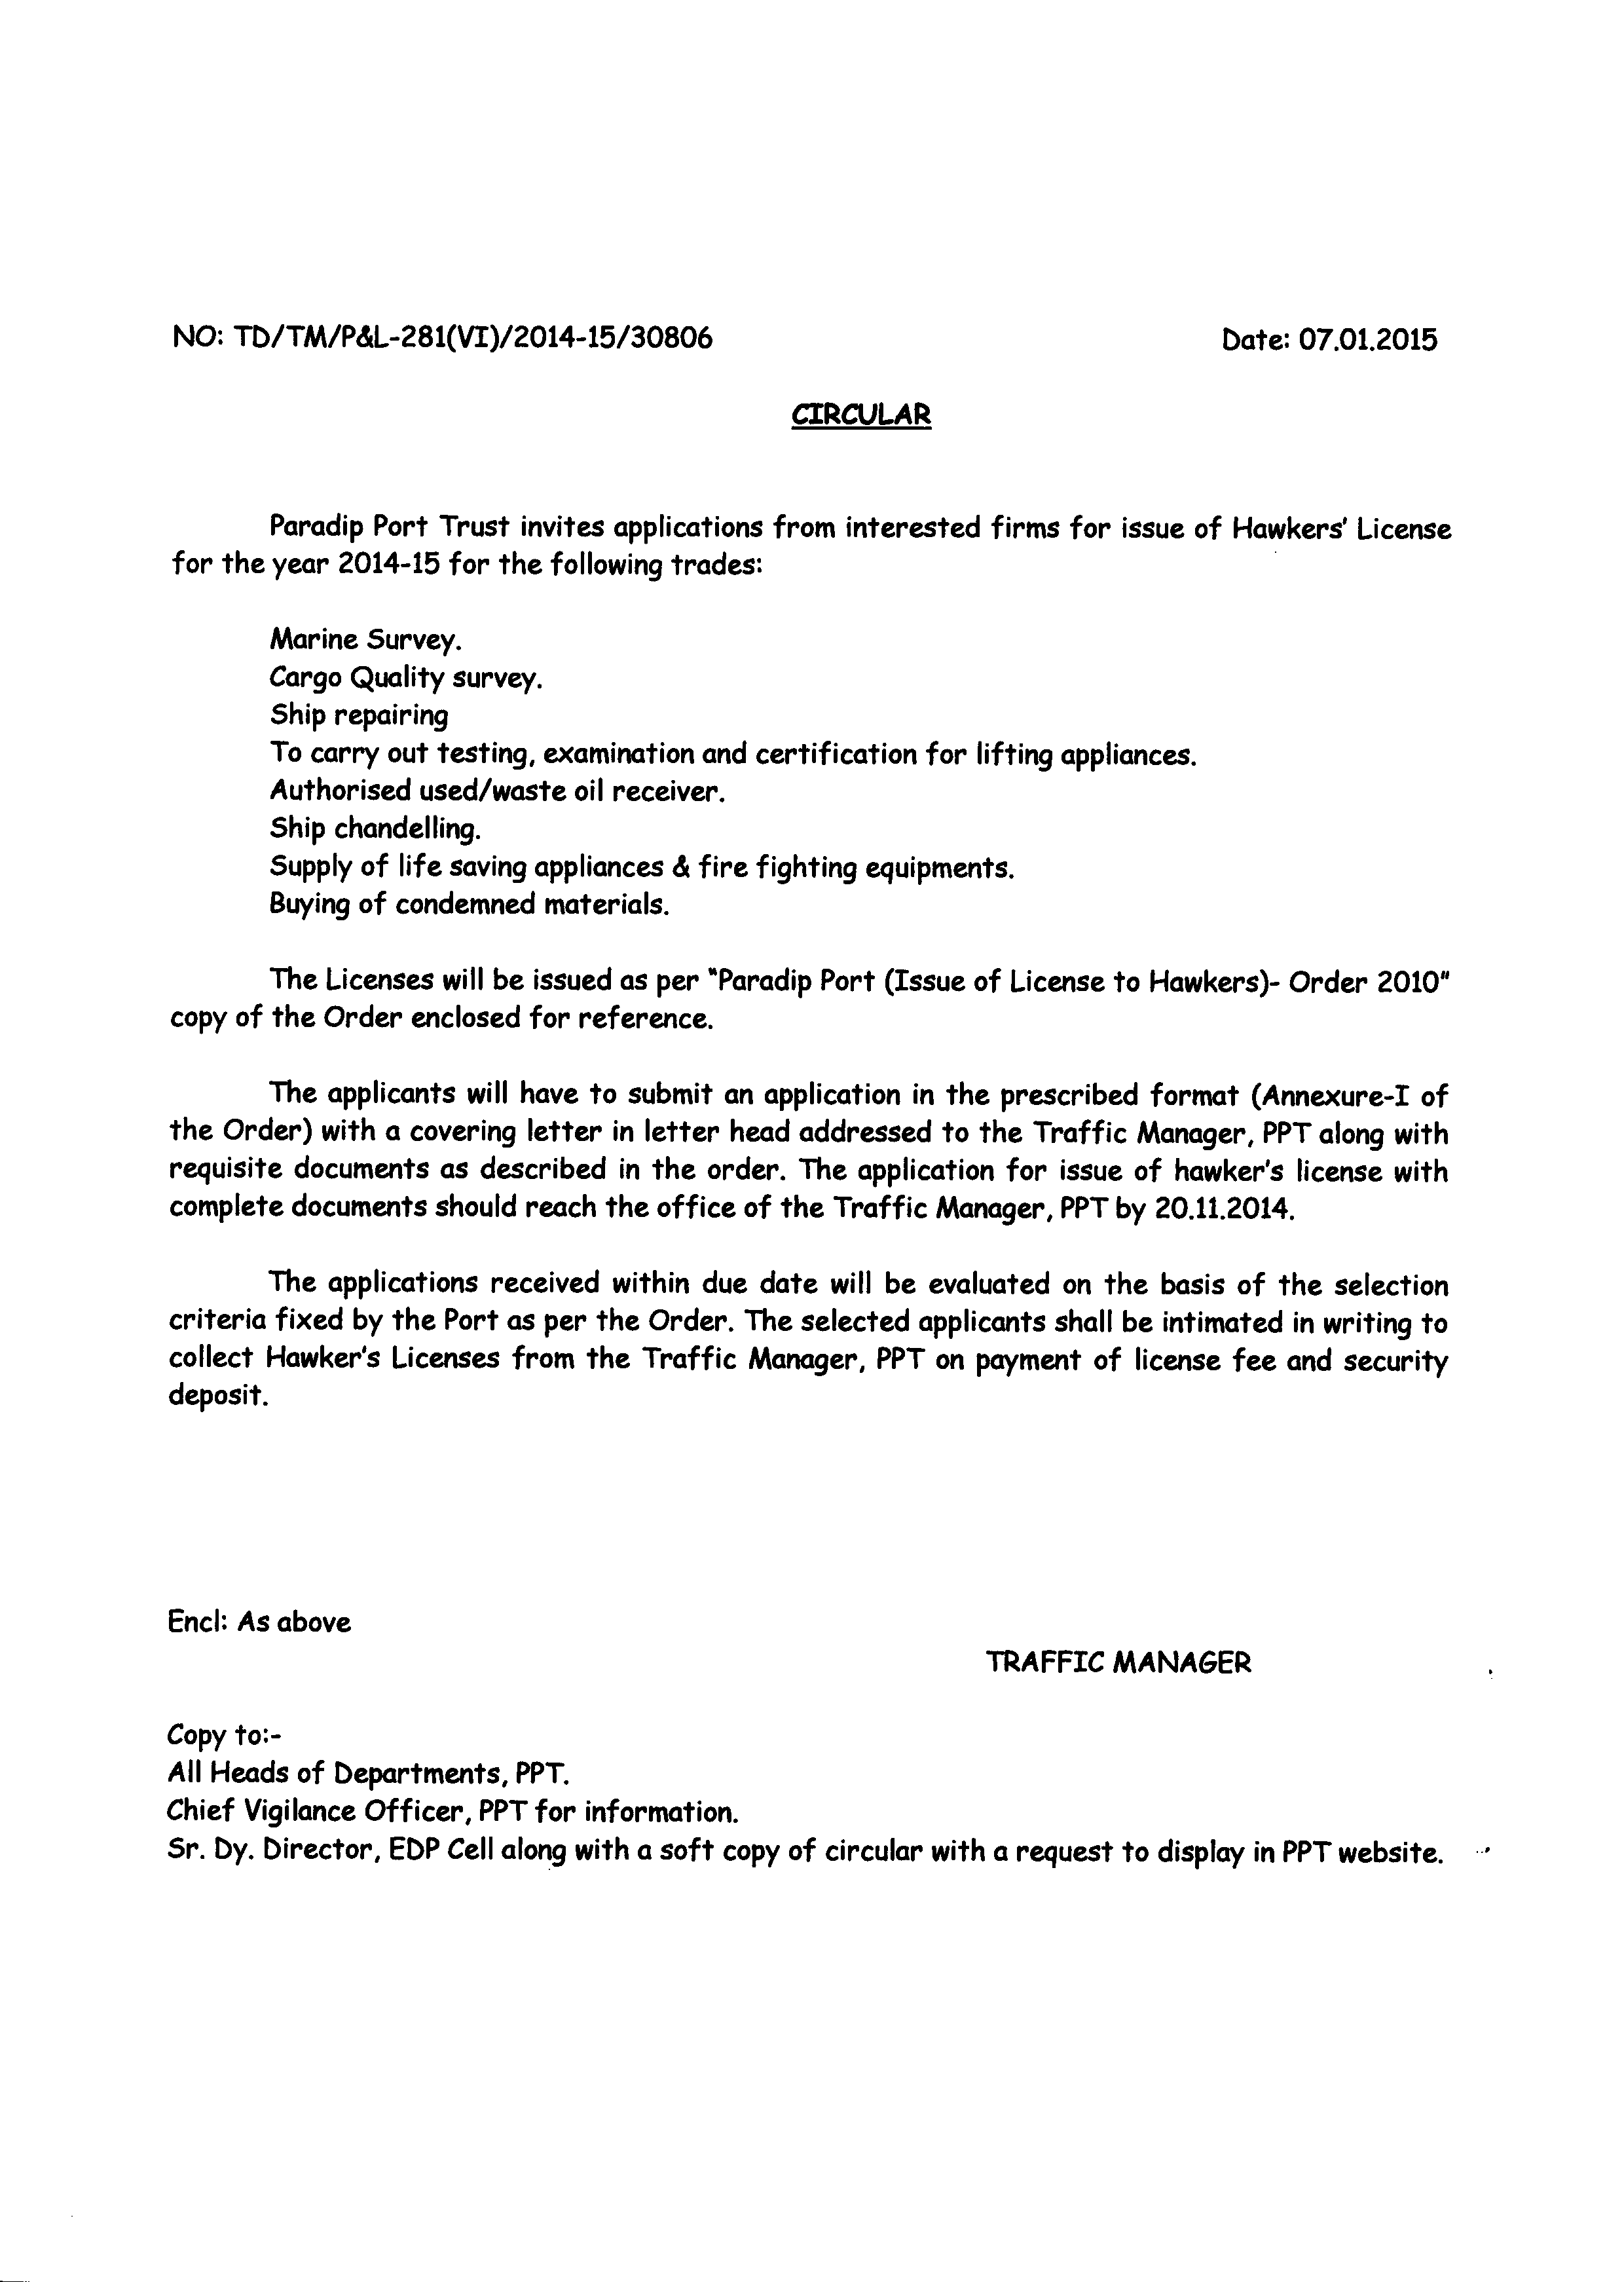 NO: TD/TM/P&L-281(VI)/2014-15/30806 Date: 07.01.2015
CIRCULAR
Paradip Port Trust invites applications from interested firms for issue of Hawkers' License
for the year 2014-15 for the following trades:
Marine Survey.
Cargo Quality survey.
Ship repairing
To carry out testing, examination and certification for lifting appliances.
Authorised used/waste oil receiver.
Ship chandelling.
Supply of life saving appliances & fire fighting equipments.
Buying of condemned materials.
The Licenses will be issued as per "Paradip Port (Issue of License to Hawkers)- Order 2010"
copy of the Order enclosed for reference.
The applicants will have to submit an application in the prescribed format (Annexure-I of
the Order) with a covering letter in letter head addressed to the Traffic Manager, PPT along with
requisite documents as described in the order. The application for issue of hawker's license with
complete documents should reach the office of the Traffic Manager, PPT by 20.11.2014.
The applications received within due date will be evaluated on the basis of the selection
criteria fixed by the Port as per the Order. The selected applicants shall be intimated in writing to
collect Hawker's Licenses from the Traffic Manager, PPT on payment of license fee and security
deposit.
Encl: As above
TRAFFIC MANAGER
Copy to:-
All Heads of Departments, PPT.
Chief Vigilance Officer, PPT for information.
Sr. Dy. Director, EDP Cell along with a soft copy of circular with a request to display in PPT website.